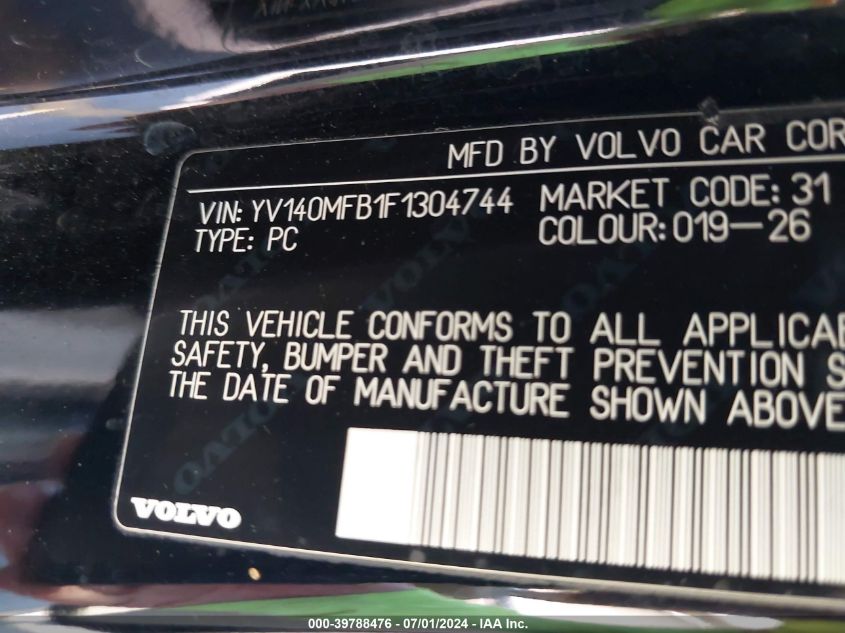 MFD BY VOLVO CAR COR
VIN: YV140MFB1F1304744 MARKET CODE: 31
TYPE: PC COLOUR: 019-26
THIS VEHICLE CONFORMS TO ALL APPLICAB
SAFETY, BUMPER AND THEFT PREVENTION S
THE DATE OF MANUFACTURE SHOWN ABOVE
VOLVO
000-39788476 - 07/01/2024 - IAA Inc.